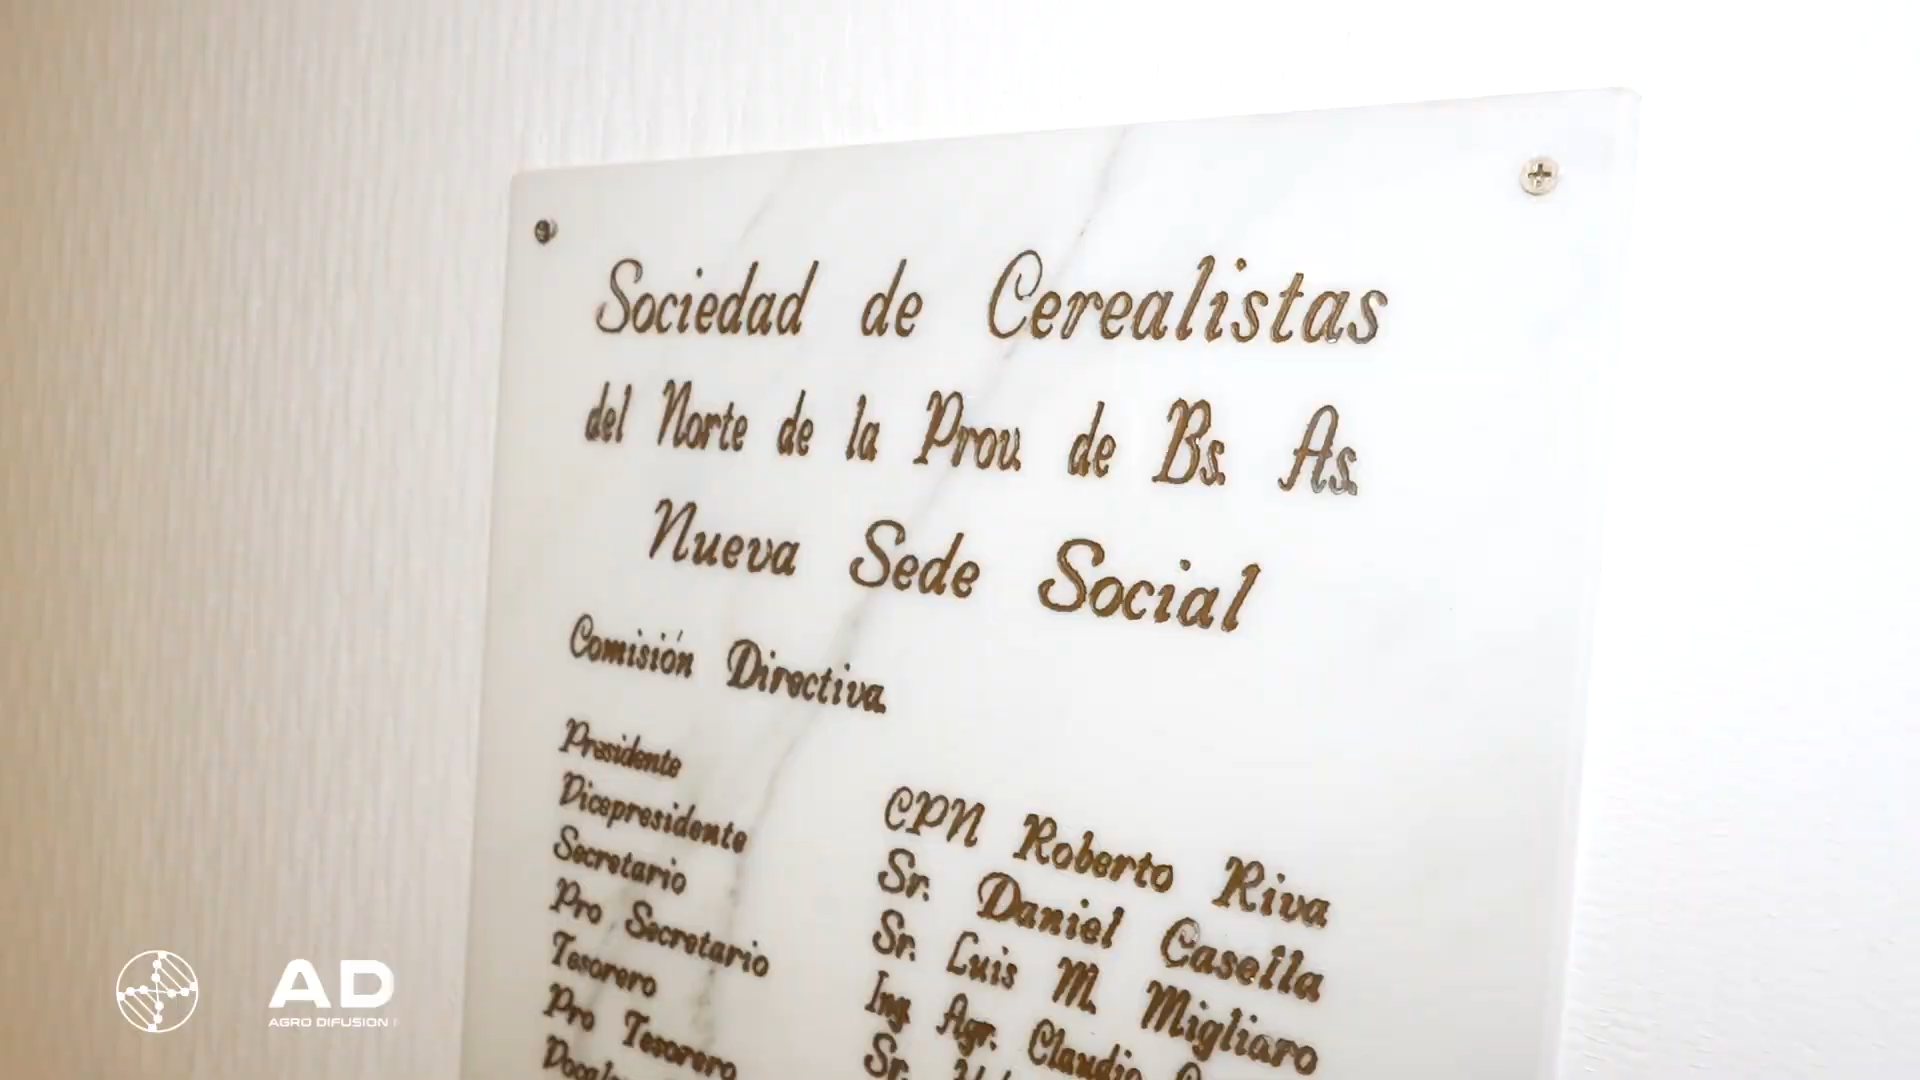 Sociedad de Cerealistas
del Norte de la Prov. de Bs. As.
Nueva Sede Social
Comisión Directiva.
Presidente CPN Roberto Riva
Vicepresidente Sr. Daniel Casella
Secretario Sr. Luis M. Migliaro
Pro Secretario Ing. Agr. Claudio
Tesorero Sr.
Pro Tesorero
AD
AGRO DIFUSION